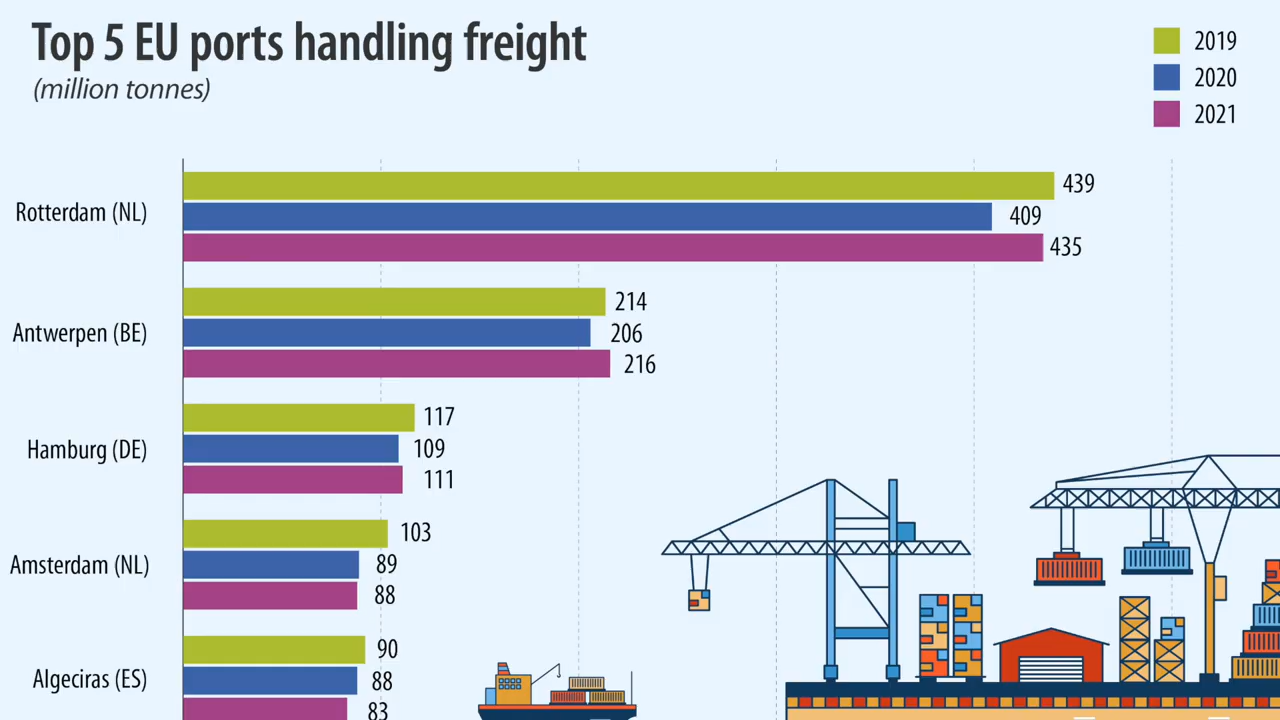 Top 5 EU ports handling freight
(million tonnes)
2019
2020
2021
Rotterdam (NL)
439
409
435
Antwerpen (BE)
214
206
216
Hamburg (DE)
117
109
111
Amsterdam (NL)
103
89
88
Algeciras (ES)
90
88
83